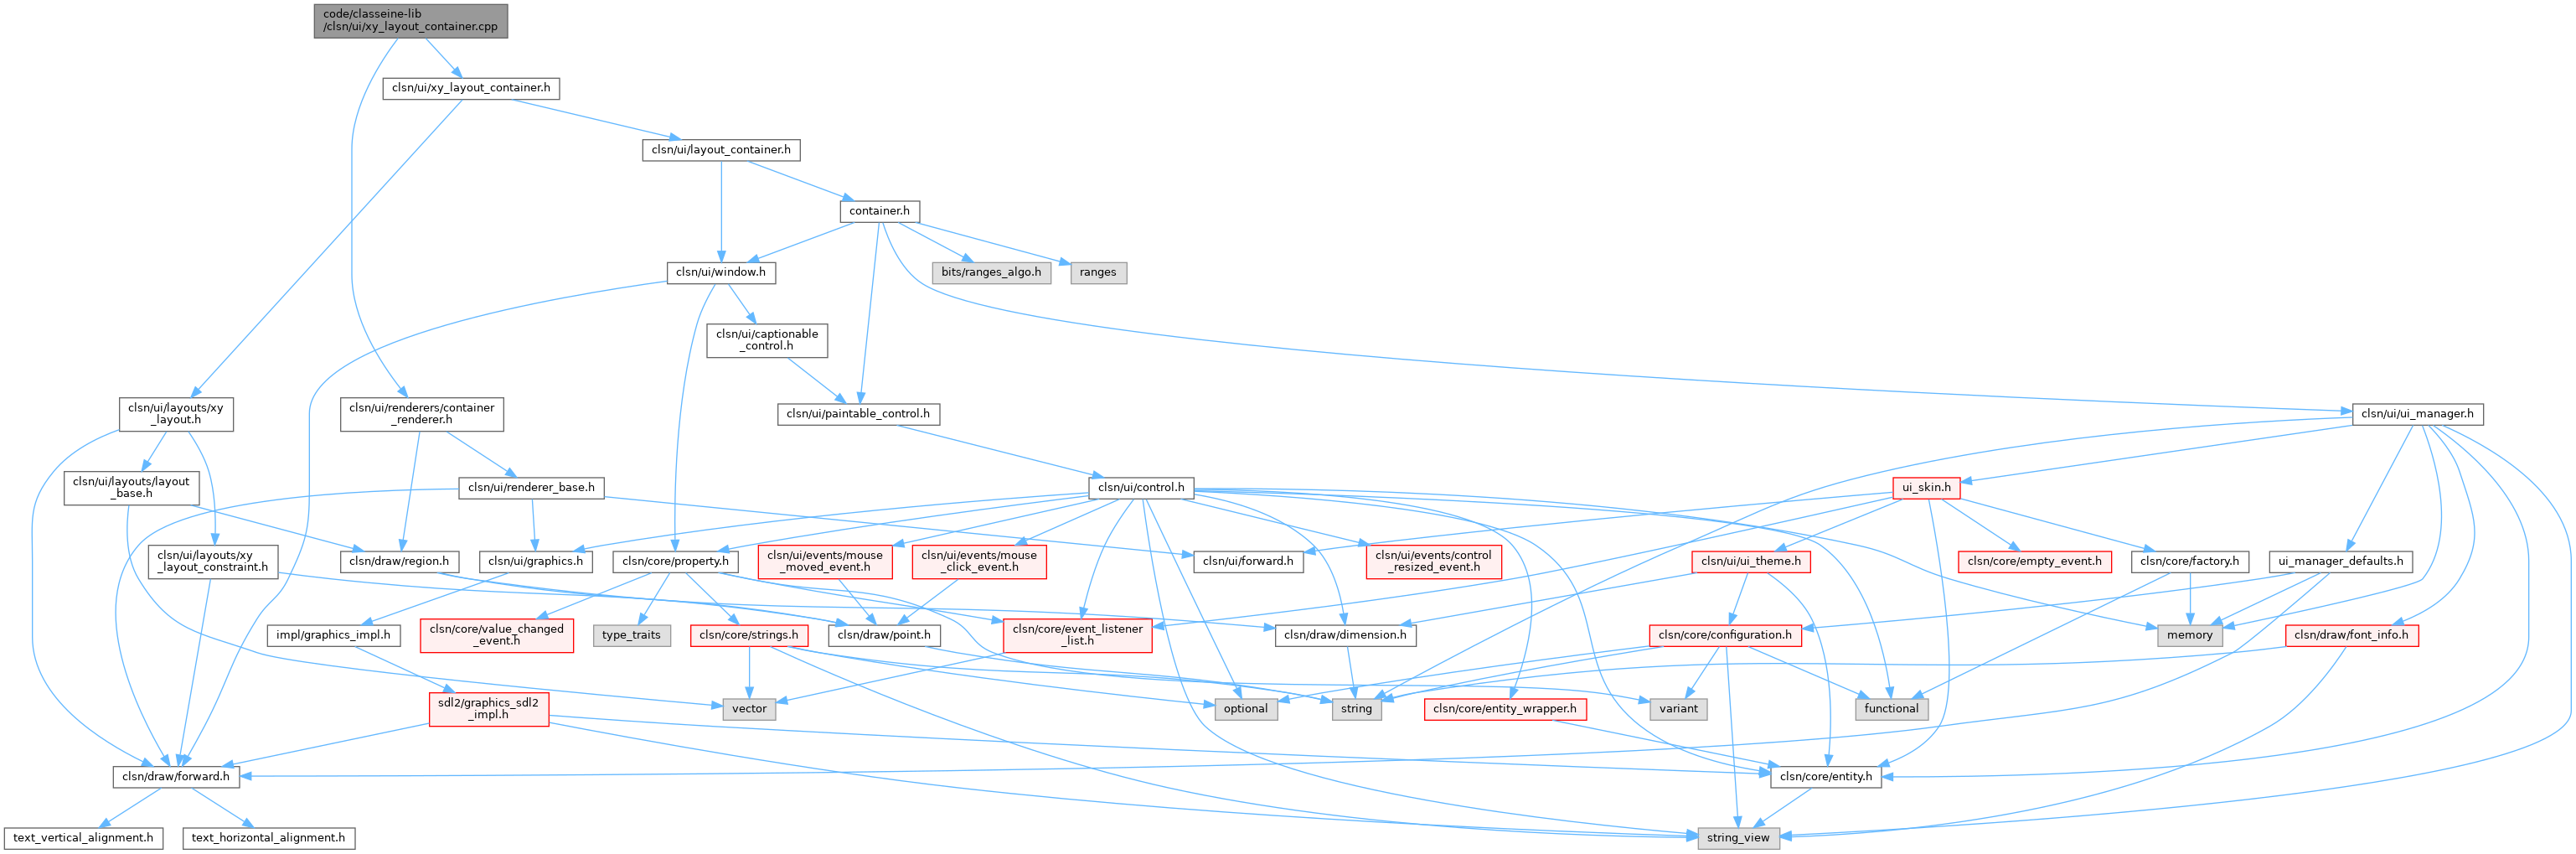 code/classeine-lib
/clsn/ui/xy_layout_container.cpp
clsn/ui/xy_layout_container.h
clsn/ui/layout_container.h
container.h
clsn/ui/window.h
bits/ranges_algo.h
ranges
clsn/ui/captionable
_control.h
clsn/ui/layouts/xy
_layout.h
clsn/ui/renderers/container
_renderer.h
clsn/ui/paintable_control.h
clsn/ui/ui_manager.h
clsn/ui/layouts/layout
_base.h
clsn/ui/renderer_base.h
clsn/ui/control.h
ui_skin.h
clsn/ui/layouts/xy
_layout_constraint.h
clsn/draw/region.h
clsn/ui/graphics.h
clsn/core/property.h
clsn/ui/events/mouse
_moved_event.h
clsn/ui/events/mouse
_click_event.h
clsn/ui/forward.h
clsn/ui/events/control
_resized_event.h
clsn/ui/ui_theme.h
clsn/core/empty_event.h
clsn/core/factory.h
ui_manager_defaults.h
impl/graphics_impl.h
clsn/core/value_changed
_event.h
type_traits
clsn/core/strings.h
clsn/draw/point.h
clsn/core/event_listener
_list.h
clsn/draw/dimension.h
clsn/core/configuration.h
memory
clsn/draw/font_info.h
sdl2/graphics_sdl2
_impl.h
vector
optional
string
clsn/core/entity_wrapper.h
variant
functional
clsn/draw/forward.h
clsn/core/entity.h
text_vertical_alignment.h
text_horizontal_alignment.h
string_view